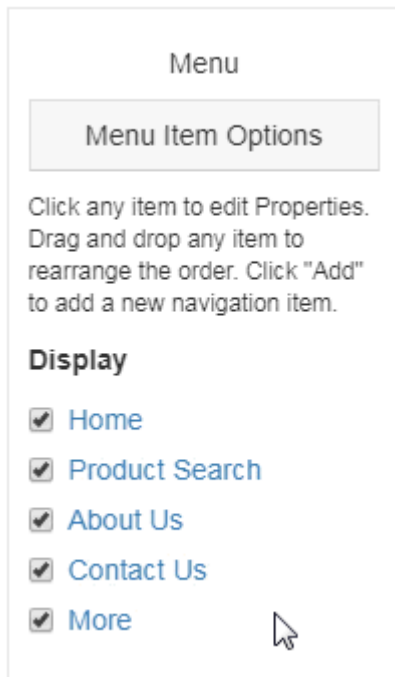 Menu
Menu Item Options
Click any item to edit Properties.
Drag and drop any item to
rearrange the order. Click "Add"
to add a new navigation item.
Display
Home
Product Search
About Us
Contact Us
More